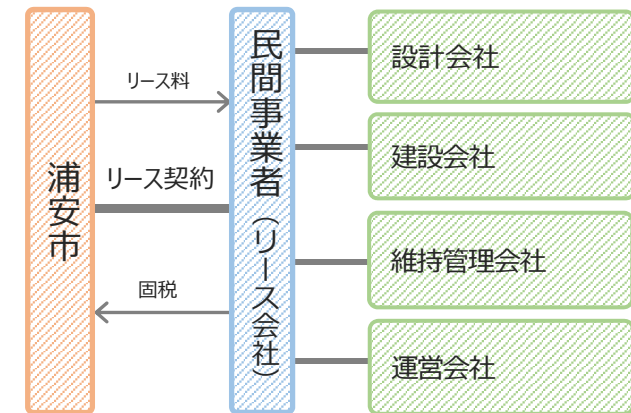 浦安市
リース料
リース契約
固税
民間事業者（リース会社）
設計会社
建設会社
維持管理会社
運営会社